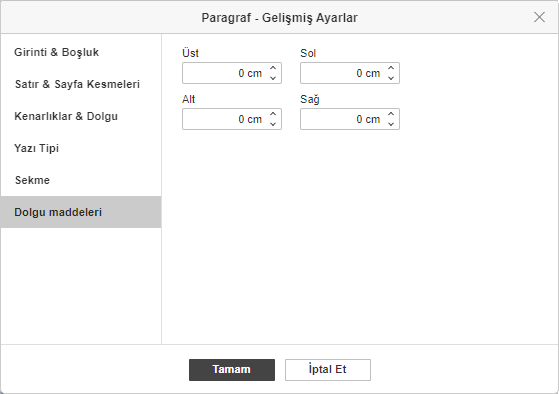 Paragraf - Gelişmiş Ayarlar
Girinti & Boşluk
Satır & Sayfa Kesmeleri
Kenarlıklar & Dolgu
Yazı Tipi
Sekme
Dolgu maddeleri
Üst Sol
0 cm 0 cm
Alt Sağ
0 cm 0 cm
Tamam İptal Et